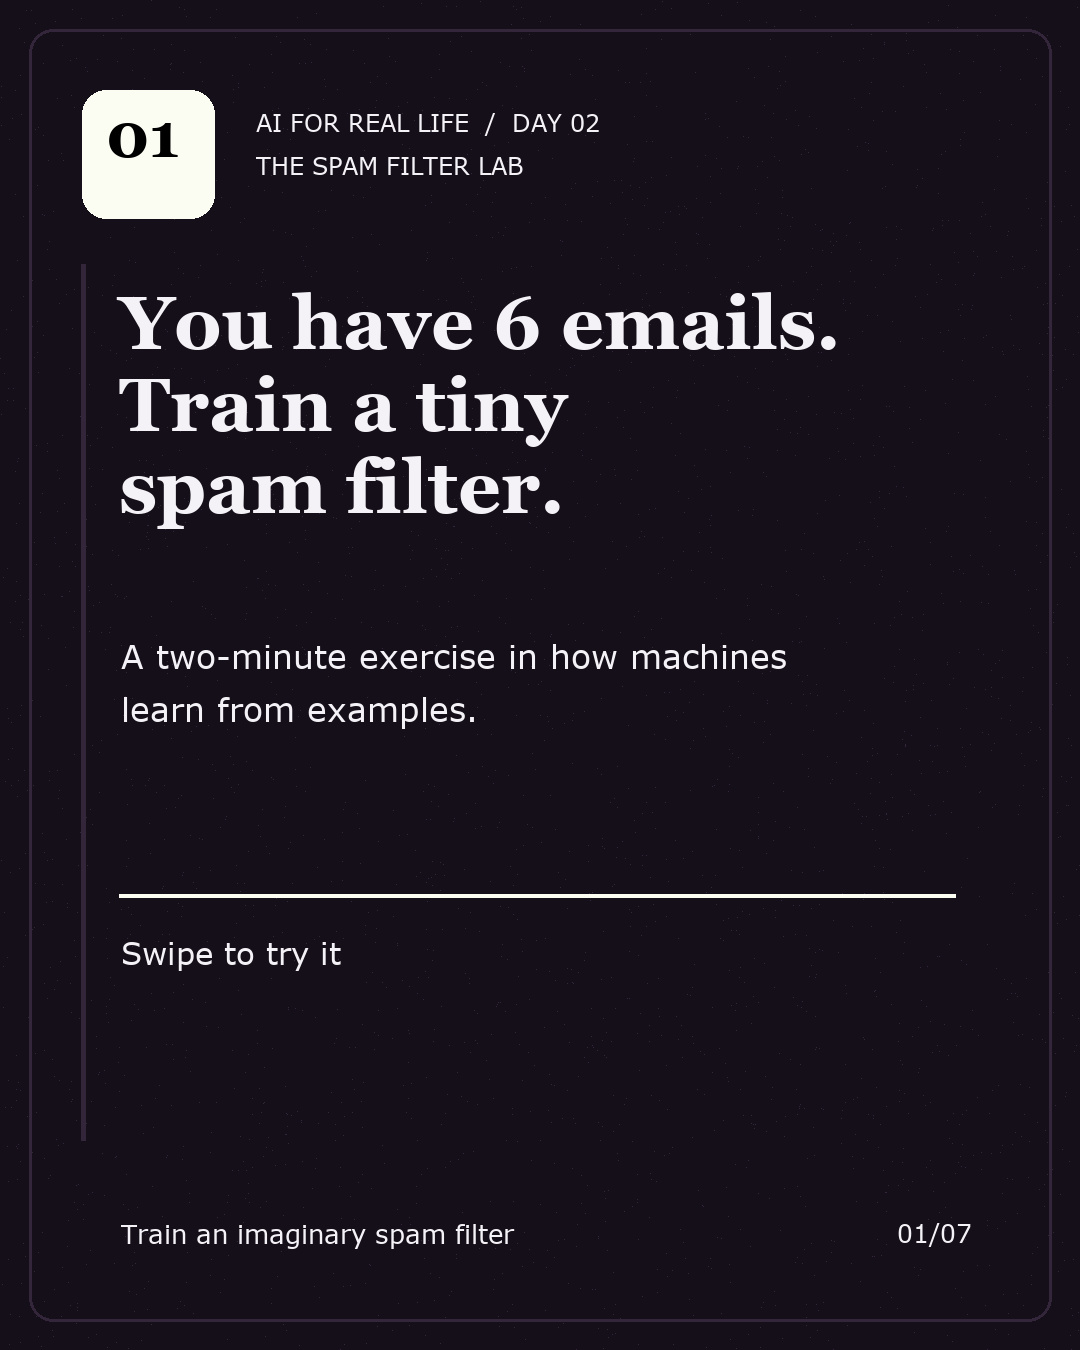 01
AI FOR REAL LIFE / DAY 02
THE SPAM FILTER LAB
You have 6 emails.
Train a tiny
spam filter.
A two-minute exercise in how machines
learn from examples.
Swipe to try it
Train an imaginary spam filter
01/07